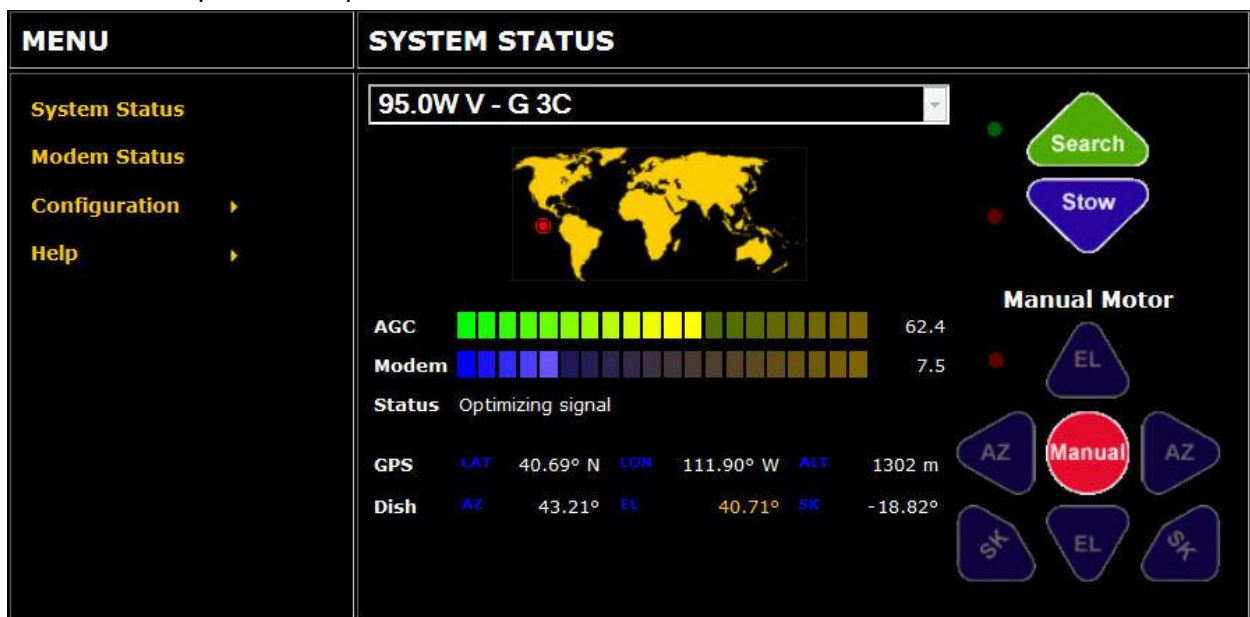 MENU
SYSTEM STATUS
System Status
Modem Status
Configuration
Help
95.0W V - G 3C
Search
Stow
Manual Motor
AGC 62.4
Modem 7.5
Status Optimizing signal
GPS LAT 40.69° N LON 111.90° W ALT 1302 m
Dish AZ 43.21° EL 40.71° SK -18.82°
EL
AZ Manual AZ
SK EL SK